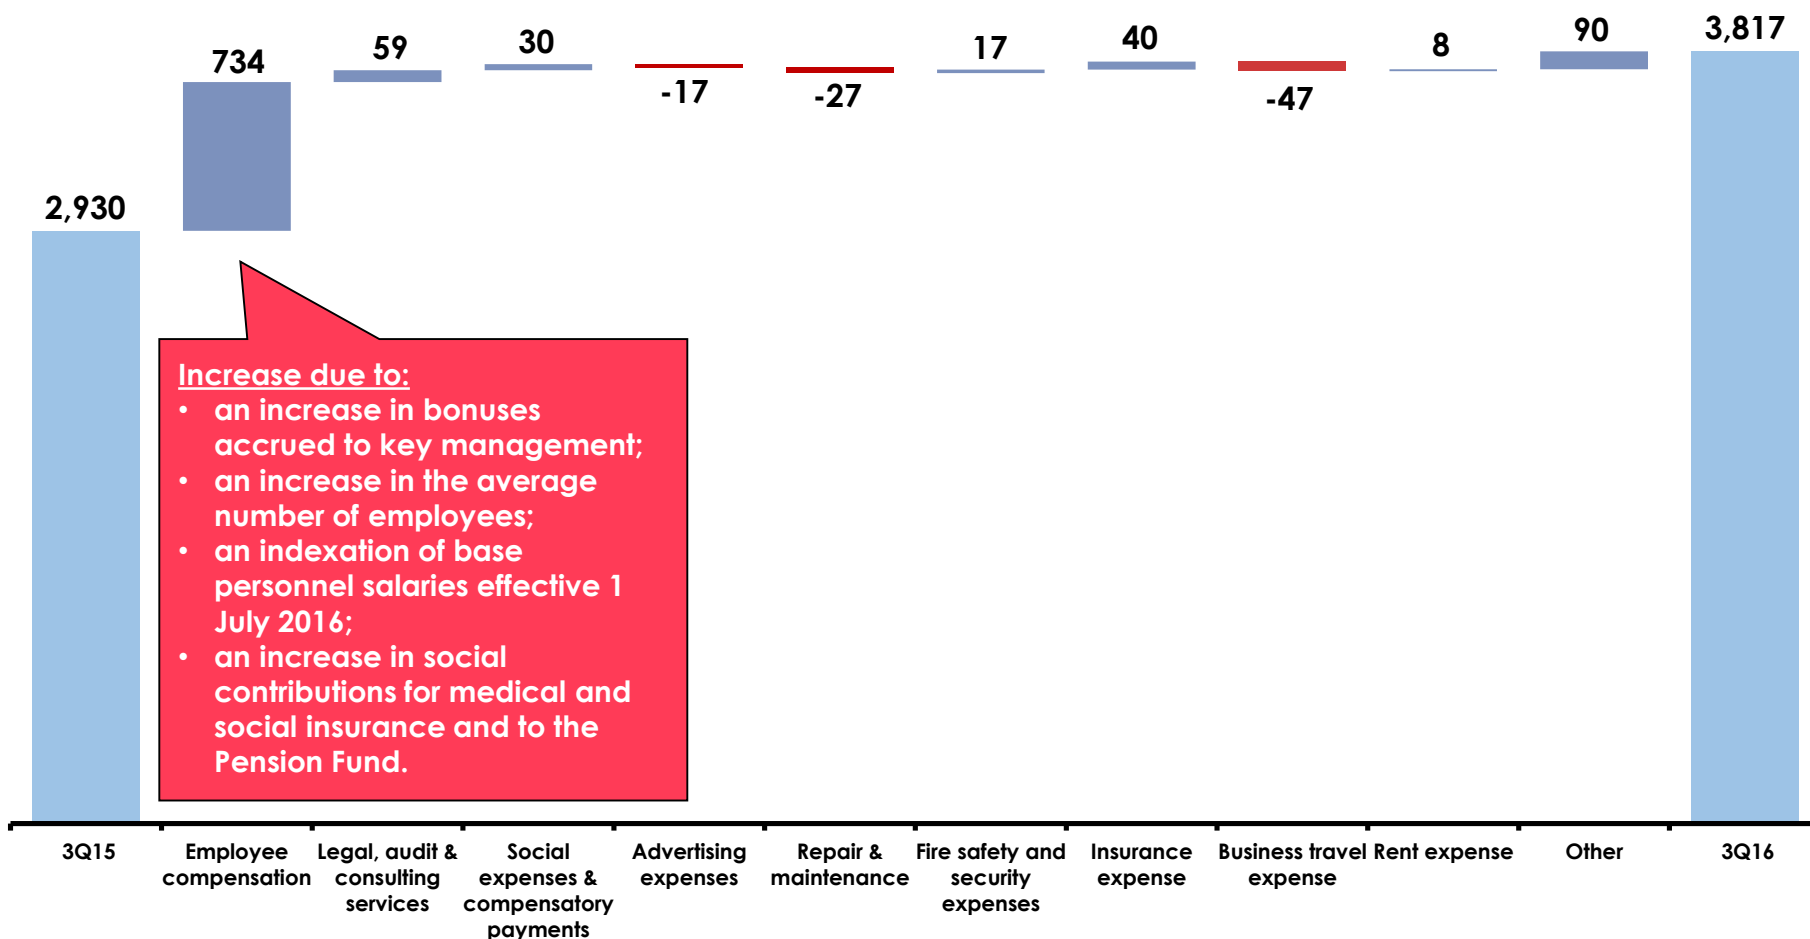 2,930
734
59
30
-17
-27
17
40
-47
8
90
3,817
Increase due to:
• an increase in bonuses
accrued to key management;
• an increase in the average
number of employees;
• an indexation of base
personnel salaries effective 1
July 2016;
• an increase in social
contributions for medical and
social insurance and to the
Pension Fund.
3Q15
Employee
compensation
Legal, audit &
consulting
services
Social
expenses &
compensatory
payments
Advertising
expenses
Repair &
maintenance
Fire safety and
security
expenses
Insurance
expense
Business travel
expense
Rent expense
Other
3Q16